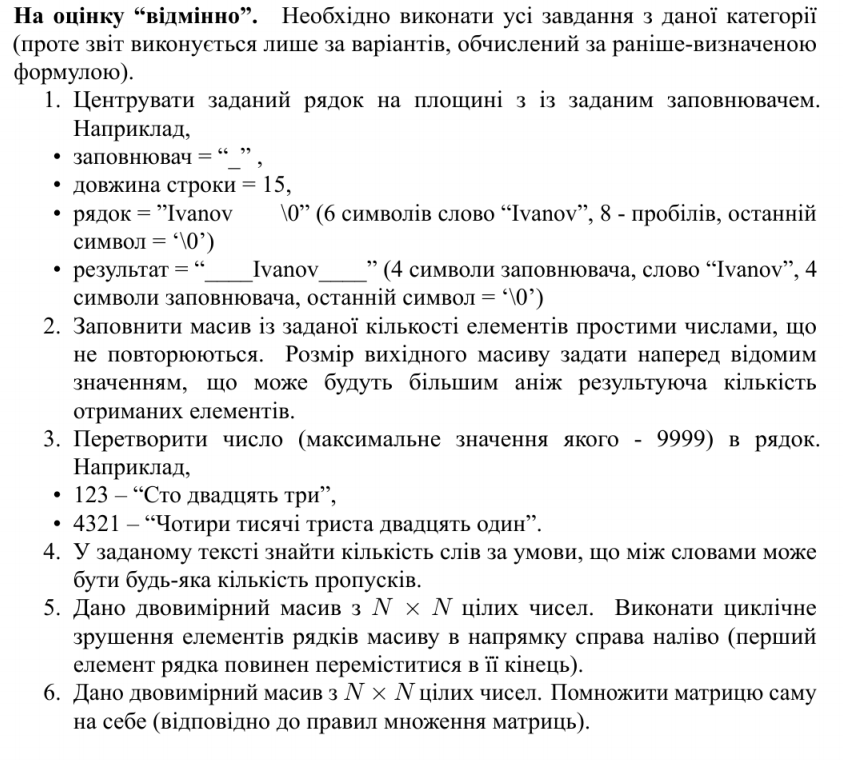 На оцінку “відмінно”. Необхідно виконати усі завдання з даної категорії
(проте звіт виконується лише за варіантів, обчислений за раніше-визначеною
формулою).
1. Центрувати заданий рядок на площині з із заданим заповнювачем.
Наприклад,
• заповнювач = “_” ,
• довжина строки = 15,
• рядок = ”Ivanov \0” (6 символів слово “Ivanov”, 8 - пробілів, останній
символ = ‘\0’)
• результат = “____Ivanov____” (4 символи заповнювача, слово “Ivanov”, 4
символи заповнювача, останній символ = ‘\0’)
2. Заповнити масив із заданої кількості елементів простими числами, що
не повторюються. Розмір вихідного масиву задати наперед відомим
значенням, що може будуть більшим аніж результуюча кількість
отриманих елементів.
3. Перетворити число (максимальне значення якого - 9999) в рядок.
Наприклад,
• 123 – “Сто двадцять три”,
• 4321 – “Чотири тисячі триста двадцять один”.
4. У заданому тексті знайти кількість слів за умови, що між словами може
бути будь-яка кількість пропусків.
5. Дано двовимірний масив з N × N цілих чисел. Виконати циклічне
зрушення елементів рядків масиву в напрямку справа наліво (перший
елемент рядка повинен переміститися в її кінець).
6. Дано двовимірний масив з N × N цілих чисел. Помножити матрицю саму
на себе (відповідно до правил множення матриць).